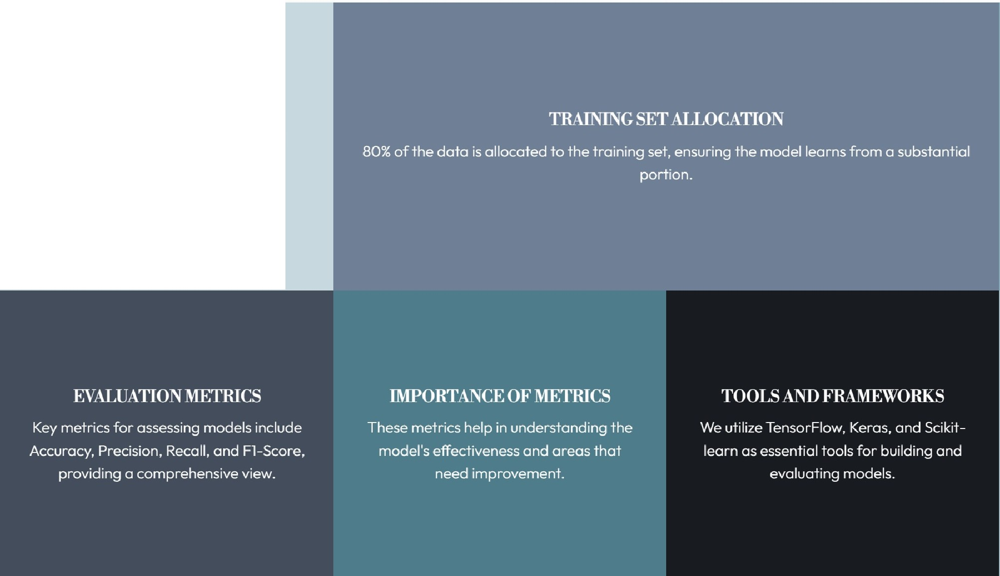 TRAINING SET ALLOCATION
80% of the data is allocated to the training set, ensuring the model learns from a substantial
portion.
EVALUATION METRICS
Key metrics for assessing models include
Accuracy, Precision, Recall, and F1-Score,
providing a comprehensive view.
IMPORTANCE OF METRICS
These metrics help in understanding the
model's effectiveness and areas that
need improvement.
TOOLS AND FRAMEWORKS
We utilize TensorFlow, Keras, and Scikit-
learn as essential tools for building and
evaluating models.